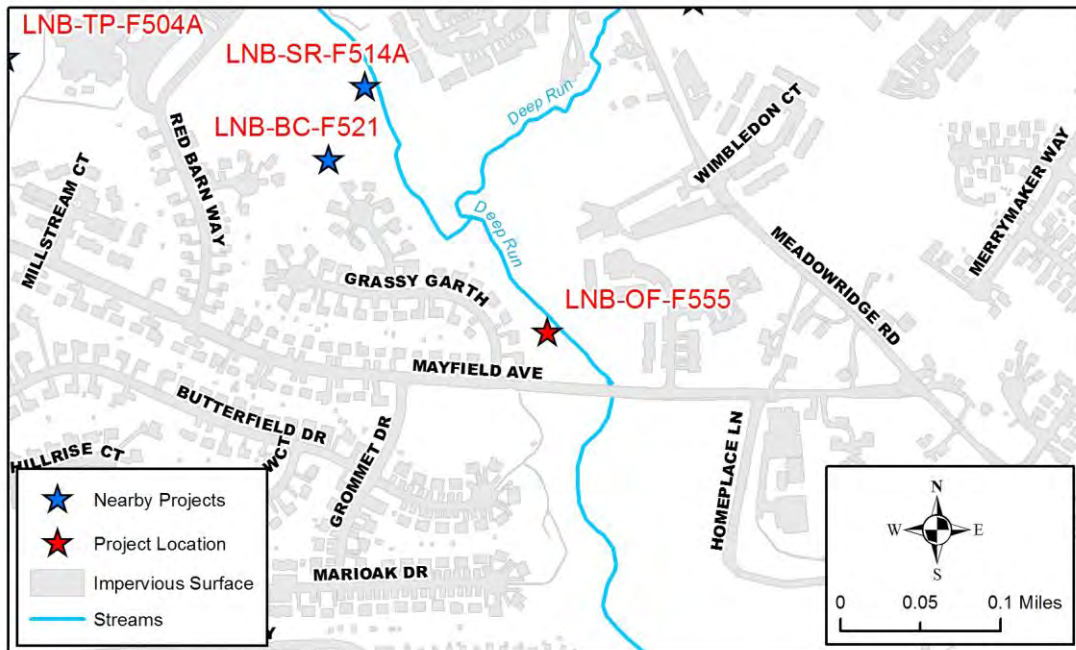 LNB-TP-F504A
LNB-SR-F514A
LNB-BC-F521
Deep Run
WIMBLEDON CT
RED BARN WAY
MILLSTREAM CT
MERRYMAKER WAY
Deep Run
MEADOWRIDGE RD
GRASSY GARTH
LNB-OF-F555
MAYFIELD AVE
BUTTERFIELD DR
GROMMET DR
HOMEPLACE LN
HILLRISE CT
WCT
MARIOAK DR
Y
Nearby Projects
Project Location
Impervious Surface
Streams
N
W E
S
0 0.05 0.1 Miles